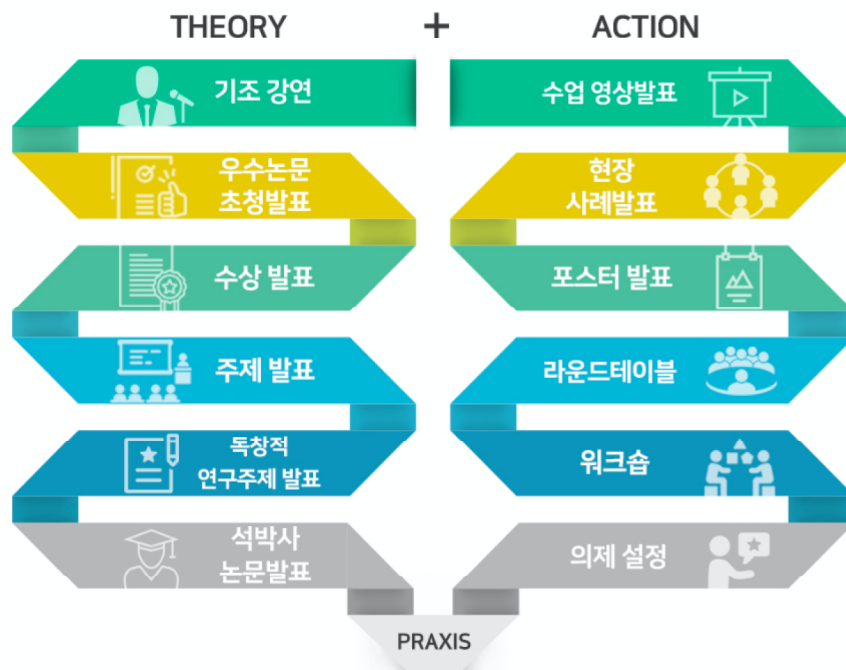 THEORY + ACTION
기조 강연
우수논문
초청발표
수상 발표
주제 발표
독창적
연구주제 발표
석박사
논문발표
수업 영상발표
현장
사례발표
포스터 발표
라운드테이블
워크숍
의제 설정
PRAXIS